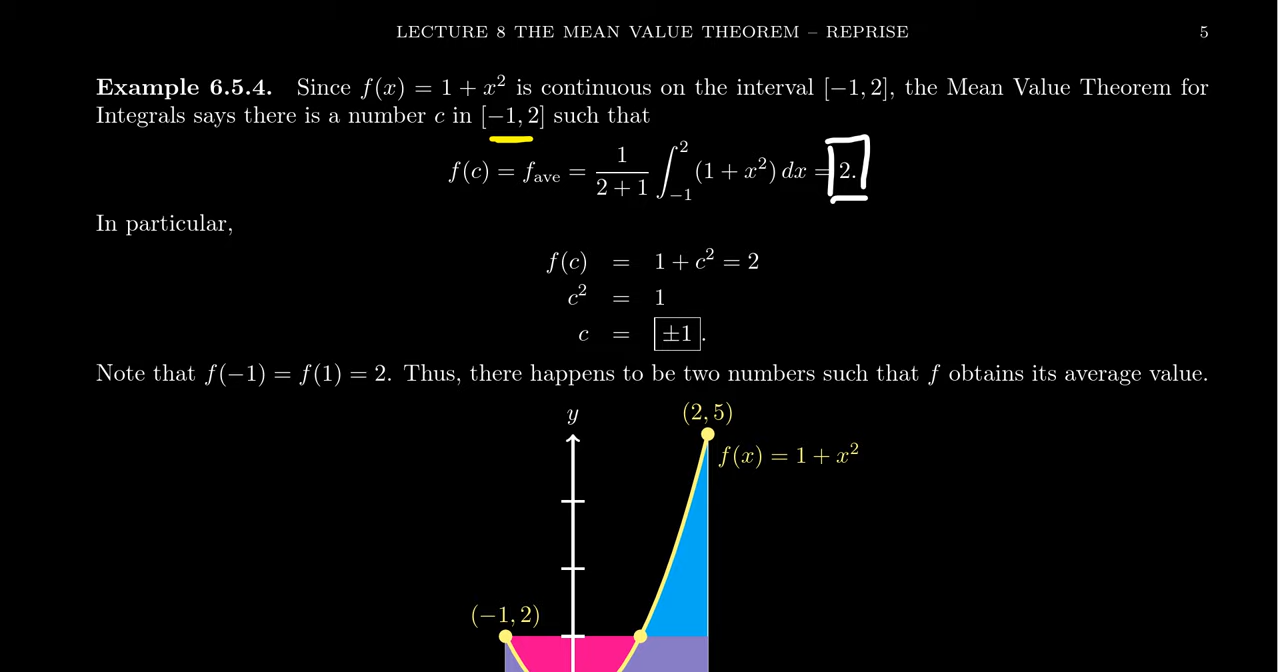 LECTURE 8 THE MEAN VALUE THEOREM – REPRISE 5
Example 6.5.4. Since f(x) = 1 + x² is continuous on the interval [−1, 2], the Mean Value Theorem for
Integrals says there is a number c in [−1, 2] such that
f(c) = f_ave = \frac{1}{2 + 1} ∫_{−1}^{2} (1 + x²) dx = 2.
In particular,
f(c) = 1 + c² = 2
c² = 1
c = ±1.
Note that f(−1) = f(1) = 2. Thus, there happens to be two numbers such that f obtains its average value.
y (2, 5)
f(x) = 1 + x²
(−1, 2)